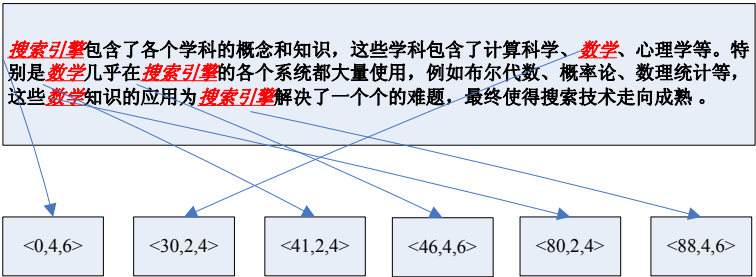 搜索引擎包含了各个学科的概念和知识，这些学科包含了计算科学、数学、心理学等。特
别是数学几乎在搜索引擎的各个系统都大量使用，例如布尔代数、概率论、数理统计等，
这些数学知识的应用为搜索引擎解决了一个个的难题，最终使得搜索技术走向成熟 。
<0,4,6> <30,2,4> <41,2,4> <46,4,6> <80,2,4> <88,4,6>